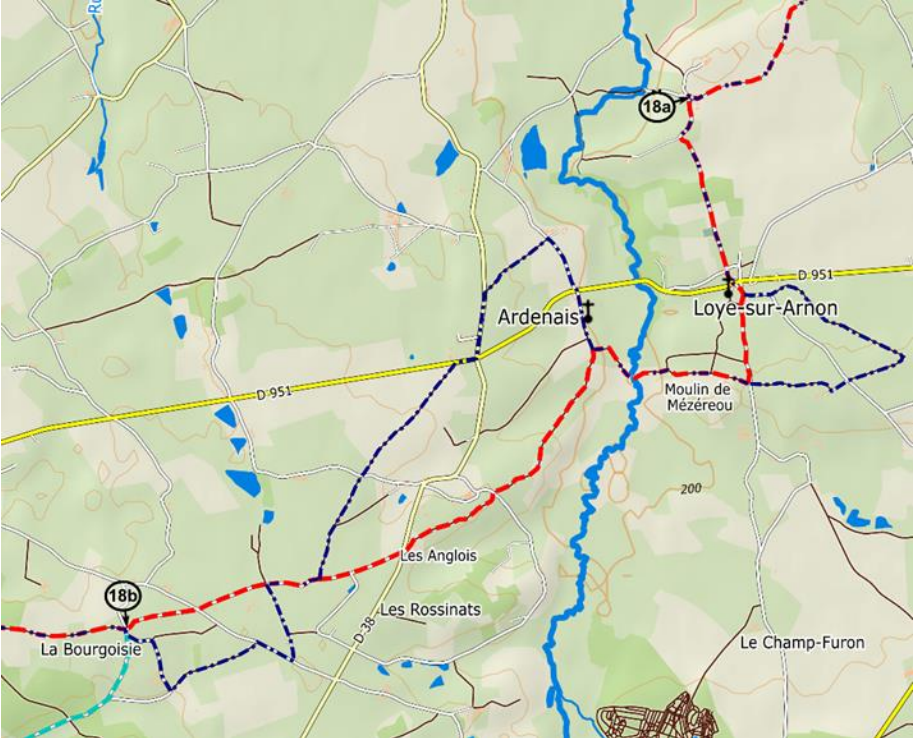 Ru
18a
D 951
Ardenais
Loye-sur-Arnon
D 951
Moulin de
Mézéreou
200
Les Anglois
18b
Les Rossinats
D 38
La Bourgoisie
Le Champ-Furon